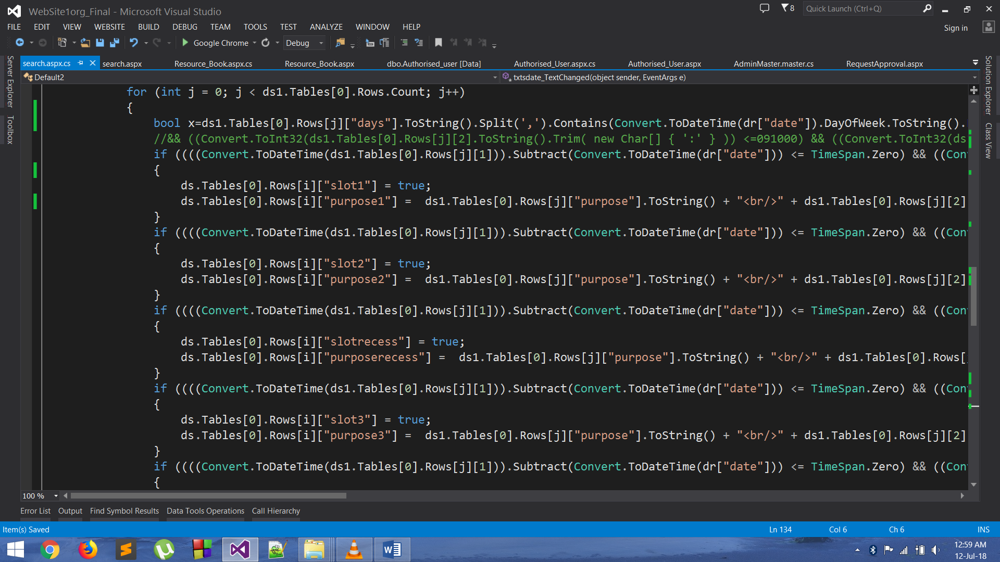 WebSite1org_Final - Microsoft Visual Studio
8
Quick Launch (Ctrl+Q)
FILE EDIT VIEW WEBSITE BUILD DEBUG TEAM TOOLS TEST ANALYZE WINDOW HELP
Sign in
Google Chrome Debug
search.aspx.cs search.aspx Resource_Book.aspx.cs Resource_Book.aspx dbo.Authorised_user [Data] Authorised_User.aspx.cs Authorised_User.aspx AdminMaster.master.cs RequestApproval.aspx
Default2 txtsdate_TextChanged(object sender, EventArgs e)
Server Explorer
Toolbox
Solution Explorer
Class View
for (int j = 0; j < ds1.Tables[0].Rows.Count; j++)
{
bool x=ds1.Tables[0].Rows[j]["days"].ToString().Split(',').Contains(Convert.ToDateTime(dr["date"]).DayOfWeek.ToString().
//&& ((Convert.ToInt32(ds1.Tables[0].Rows[j][2].ToString().Trim( new Char[] { ':' } )) <=091000) && ((Convert.ToInt32(ds
if ((((Convert.ToDateTime(ds1.Tables[0].Rows[j][1])).Subtract(Convert.ToDateTime(dr["date"])) <= TimeSpan.Zero) && ((Con
{
ds.Tables[0].Rows[i]["slot1"] = true;
ds.Tables[0].Rows[i]["purpose1"] =  ds1.Tables[0].Rows[j]["purpose"].ToString() + "<br/>" + ds1.Tables[0].Rows[j][2]
}
if ((((Convert.ToDateTime(ds1.Tables[0].Rows[j][1])).Subtract(Convert.ToDateTime(dr["date"])) <= TimeSpan.Zero) && ((Con
{
ds.Tables[0].Rows[i]["slot2"] = true;
ds.Tables[0].Rows[i]["purpose2"] =  ds1.Tables[0].Rows[j]["purpose"].ToString() + "<br/>" + ds1.Tables[0].Rows[j][2]
}
if ((((Convert.ToDateTime(ds1.Tables[0].Rows[j][1])).Subtract(Convert.ToDateTime(dr["date"])) <= TimeSpan.Zero) && ((Con
{
ds.Tables[0].Rows[i]["slotrecess"] = true;
ds.Tables[0].Rows[i]["purposerecess"] =  ds1.Tables[0].Rows[j]["purpose"].ToString() + "<br/>" + ds1.Tables[0].Rows[
}
if ((((Convert.ToDateTime(ds1.Tables[0].Rows[j][1])).Subtract(Convert.ToDateTime(dr["date"])) <= TimeSpan.Zero) && ((Con
{
ds.Tables[0].Rows[i]["slot3"] = true;
ds.Tables[0].Rows[i]["purpose3"] =  ds1.Tables[0].Rows[j]["purpose"].ToString() + "<br/>" + ds1.Tables[0].Rows[j][2]
}
if ((((Convert.ToDateTime(ds1.Tables[0].Rows[j][1])).Subtract(Convert.ToDateTime(dr["date"])) <= TimeSpan.Zero) && ((Con
{
100 %
Error List Output Find Symbol Results Data Tools Operations Call Hierarchy
Item(s) Saved Ln 134 Col 6 Ch 6 INS
12:59 AM
12-Jul-18